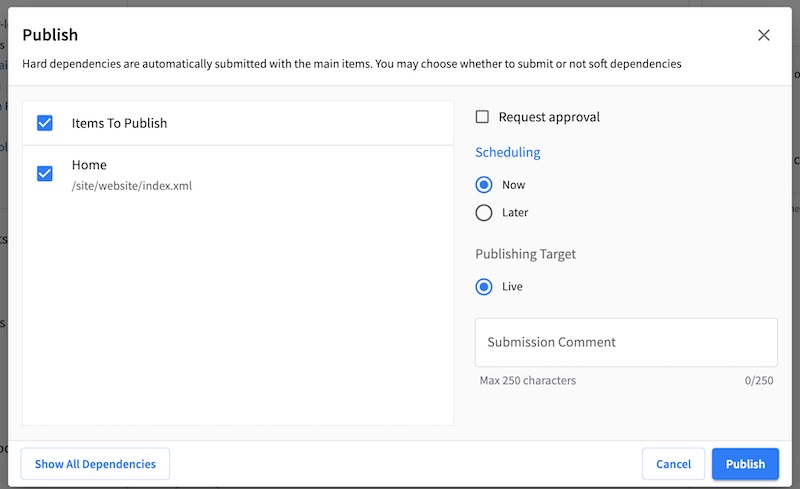 Publish
Hard dependencies are automatically submitted with the main items. You may choose whether to submit or not soft dependencies
Items To Publish
Home
/site/website/index.xml
Request approval
Scheduling
Now
Later
Publishing Target
Live
Submission Comment
Max 250 characters
0/250
Show All Dependencies
Cancel
Publish